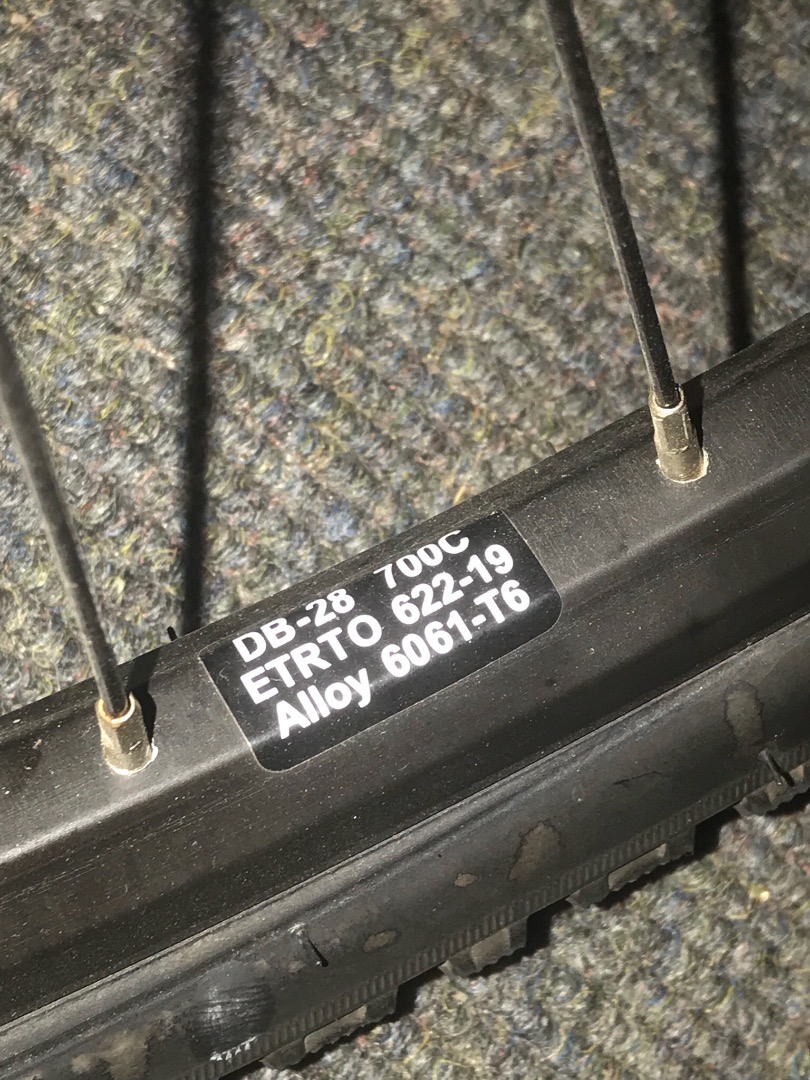 DB-28 700C
ETRTO 622-19
Alloy 6061-T6